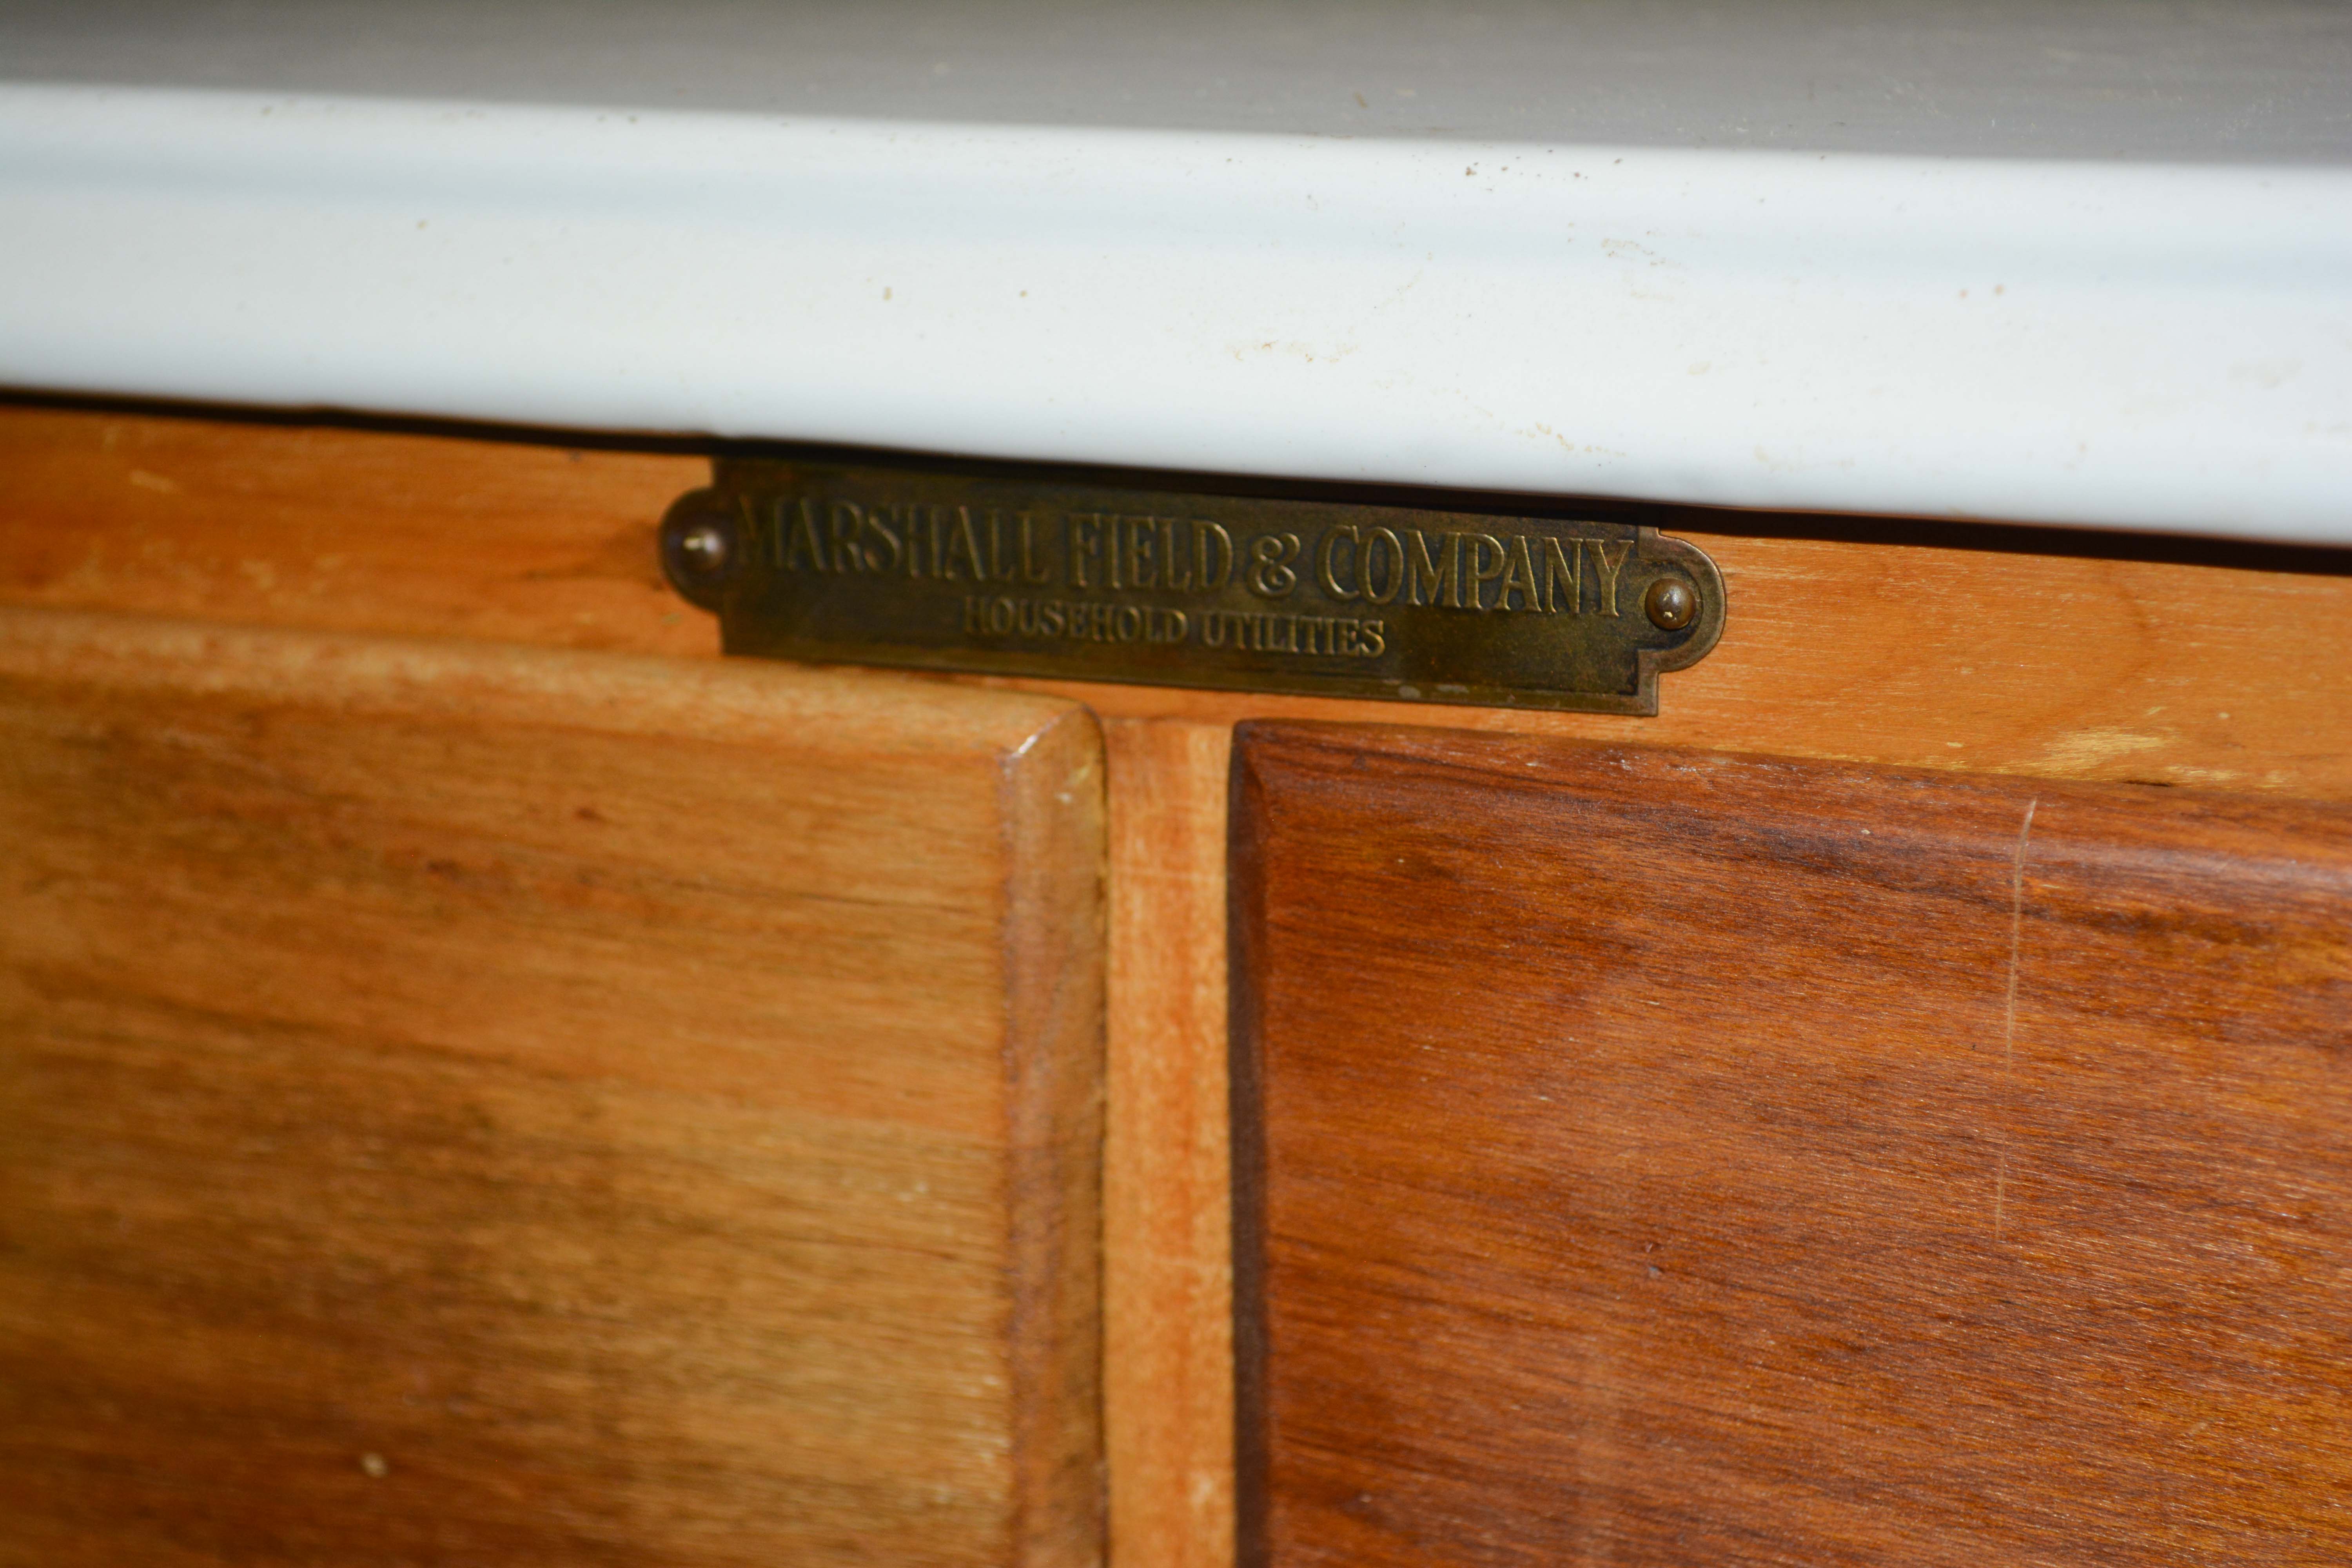 MARSHALL FIELD & COMPANY
HOUSEHOLD UTILITIES